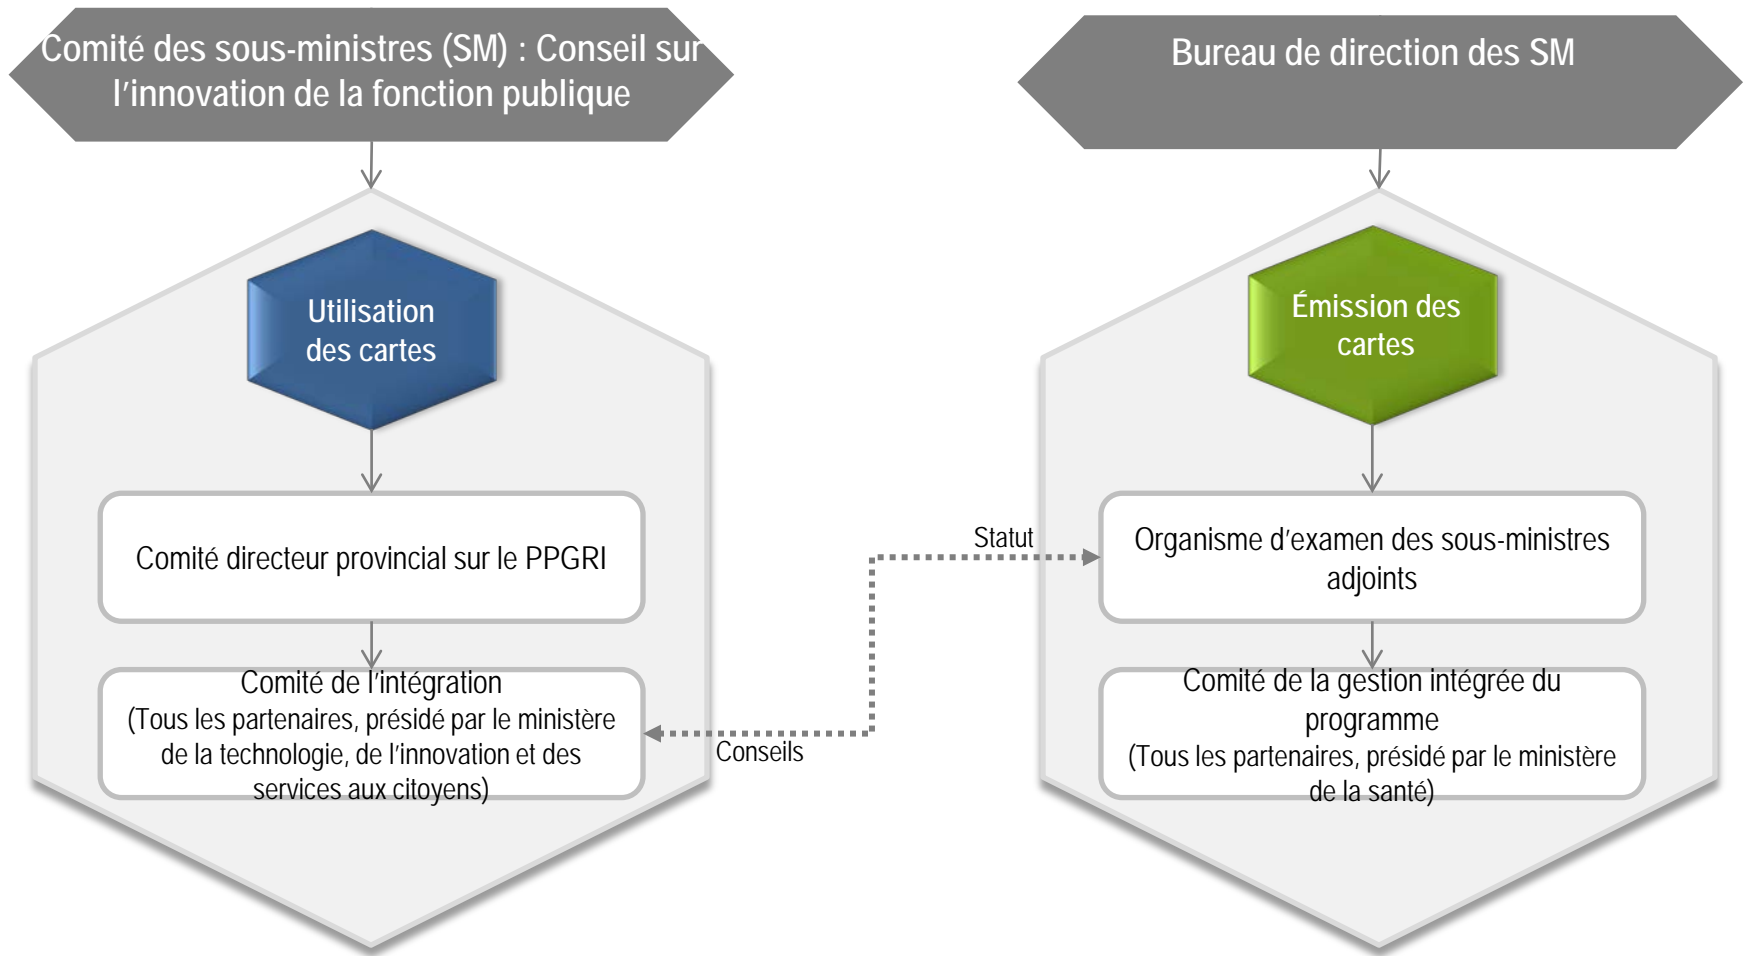 Comité des sous-ministres (SM) : Conseil sur
l'innovation de la fonction publique
Utilisation
des cartes
Comité directeur provincial sur le PPGRI
Comité de l'intégration
(Tous les partenaires, présidé par le ministère
de la technologie, de l'innovation et des
services aux citoyens)
Statut
Conseils
Bureau de direction des SM
Émission des
cartes
Organisme d'examen des sous-ministres
adjoints
Comité de la gestion intégrée du
programme
(Tous les partenaires, présidé par le ministère
de la santé)